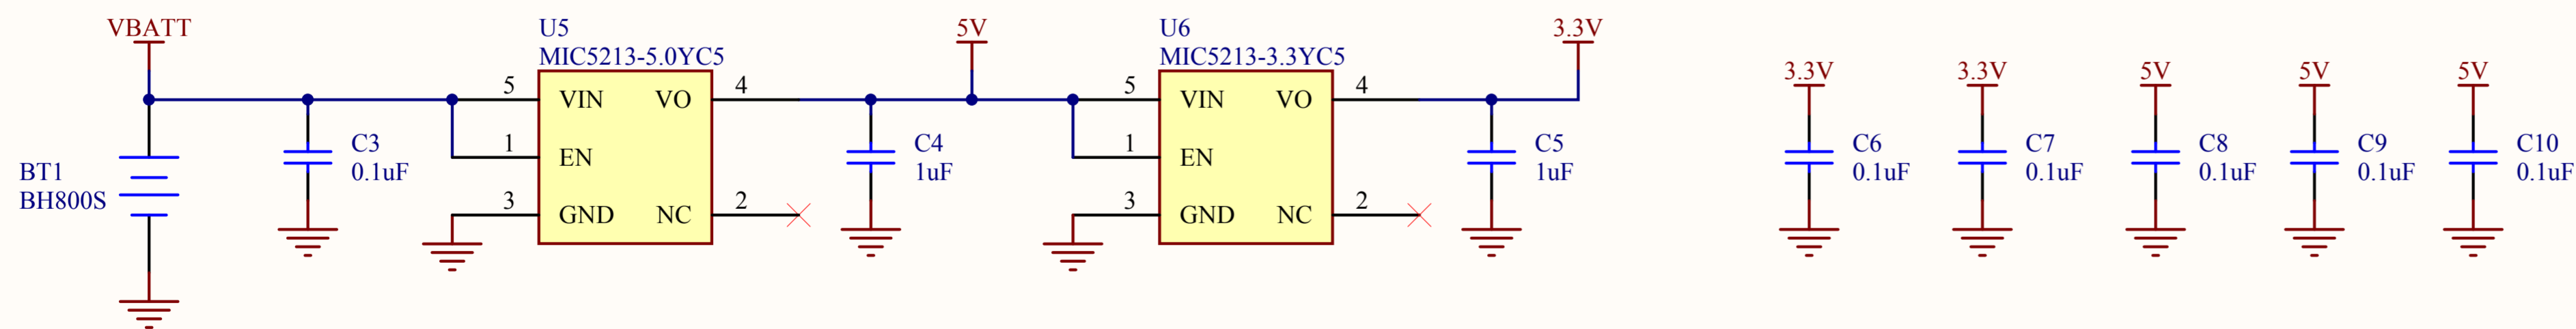 VBATT
BT1
BH800S
C3
0.1uF
U5
MIC5213-5.0YC5
5 VIN VO 4
1 EN
3 GND NC 2
C4
1uF
5V
U6
MIC5213-3.3YC5
5 VIN VO 4
1 EN
3 GND NC 2
3.3V
C5
1uF
3.3V
C6
0.1uF
3.3V
C7
0.1uF
5V
C8
0.1uF
5V
C9
0.1uF
5V
C10
0.1uF